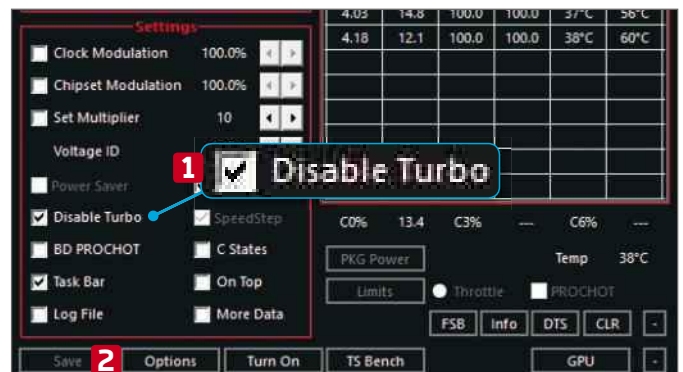 Settings
Clock Modulation 100.0%
Chipset Modulation 100.0%
Set Multiplier 10
Voltage ID
Power Saver
1 Disable Turbo
Disable Turbo SpeedStep
BD PROCHOT C States
Task Bar On Top
Log File More Data
Save 2 Options Turn On
4.03 14.8 100.0 100.0 37°C 56°C
4.18 12.1 100.0 100.0 38°C 60°C
C0% 13.4 C3% --- C6% ---
PKG Power Temp 38°C
Limits Throttle PROCHOT
FSB Info DTS CLR -
TS Bench GPU -